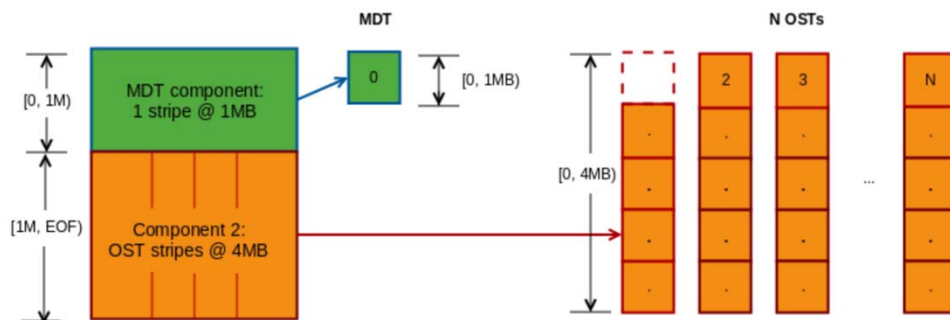 MDT
N OSTs
[0, 1M)
MDT component:
1 stripe @ 1MB
0
[0, 1MB)
2
3
N
[0, 4MB)
...
[1M, EOF)
Component 2:
OST stripes @ 4MB